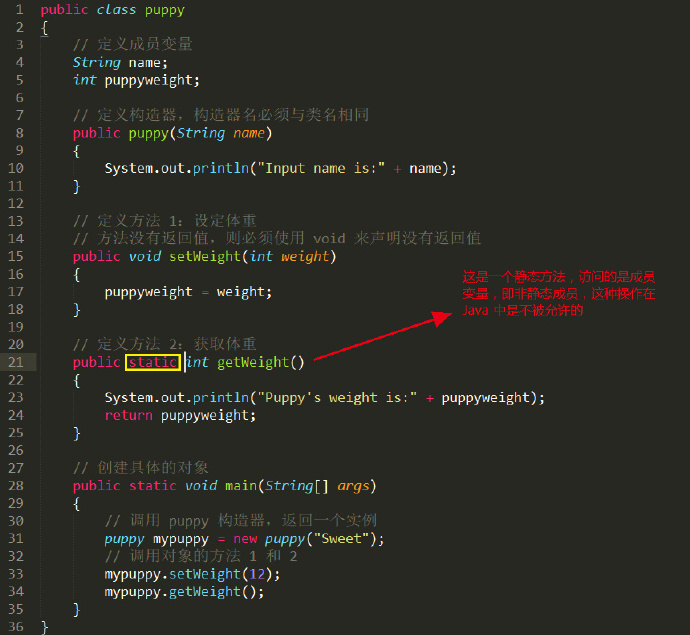 1 public class puppy
2 {
3 // 定义成员变量
4 String name;
5 int puppyweight;
6
7 // 定义构造器，构造器名必须与类名相同
8 public puppy(String name)
9 {
10 System.out.println("Input name is:" + name);
11 }
12
13 // 定义方法 1：设定体重
14 // 方法没有返回值，则必须使用 void 来声明没有返回值
15 public void setWeight(int weight)
16 {
17 puppyweight = weight;
18 }
19
20 // 定义方法 2：获取体重
21 public static int getWeight()
22 {
23 System.out.println("Puppy's weight is:" + puppyweight);
24 return puppyweight;
25 }
26
27 // 创建具体的对象
28 public static void main(String[] args)
29 {
30 // 调用 puppy 构造器，返回一个实例
31 puppy mypuppy = new puppy("Sweet");
32 // 调用对象的方法 1 和 2
33 mypuppy.setWeight(12);
34 mypuppy.getWeight();
35 }
36 }
这是一个静态方法，访问的是成员
变量，即非静态成员，这种操作在
Java 中是不被允许的